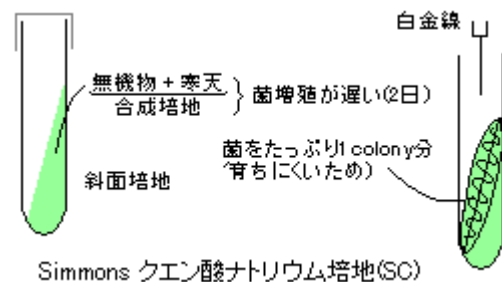 白金線
無機物+寒天
合成培地
菌増殖が遅い(2日)
菌をたっぷり1 colony分
(育ちにくいため)
斜面培地
Simmons クエン酸ナトリウム培地(SC)